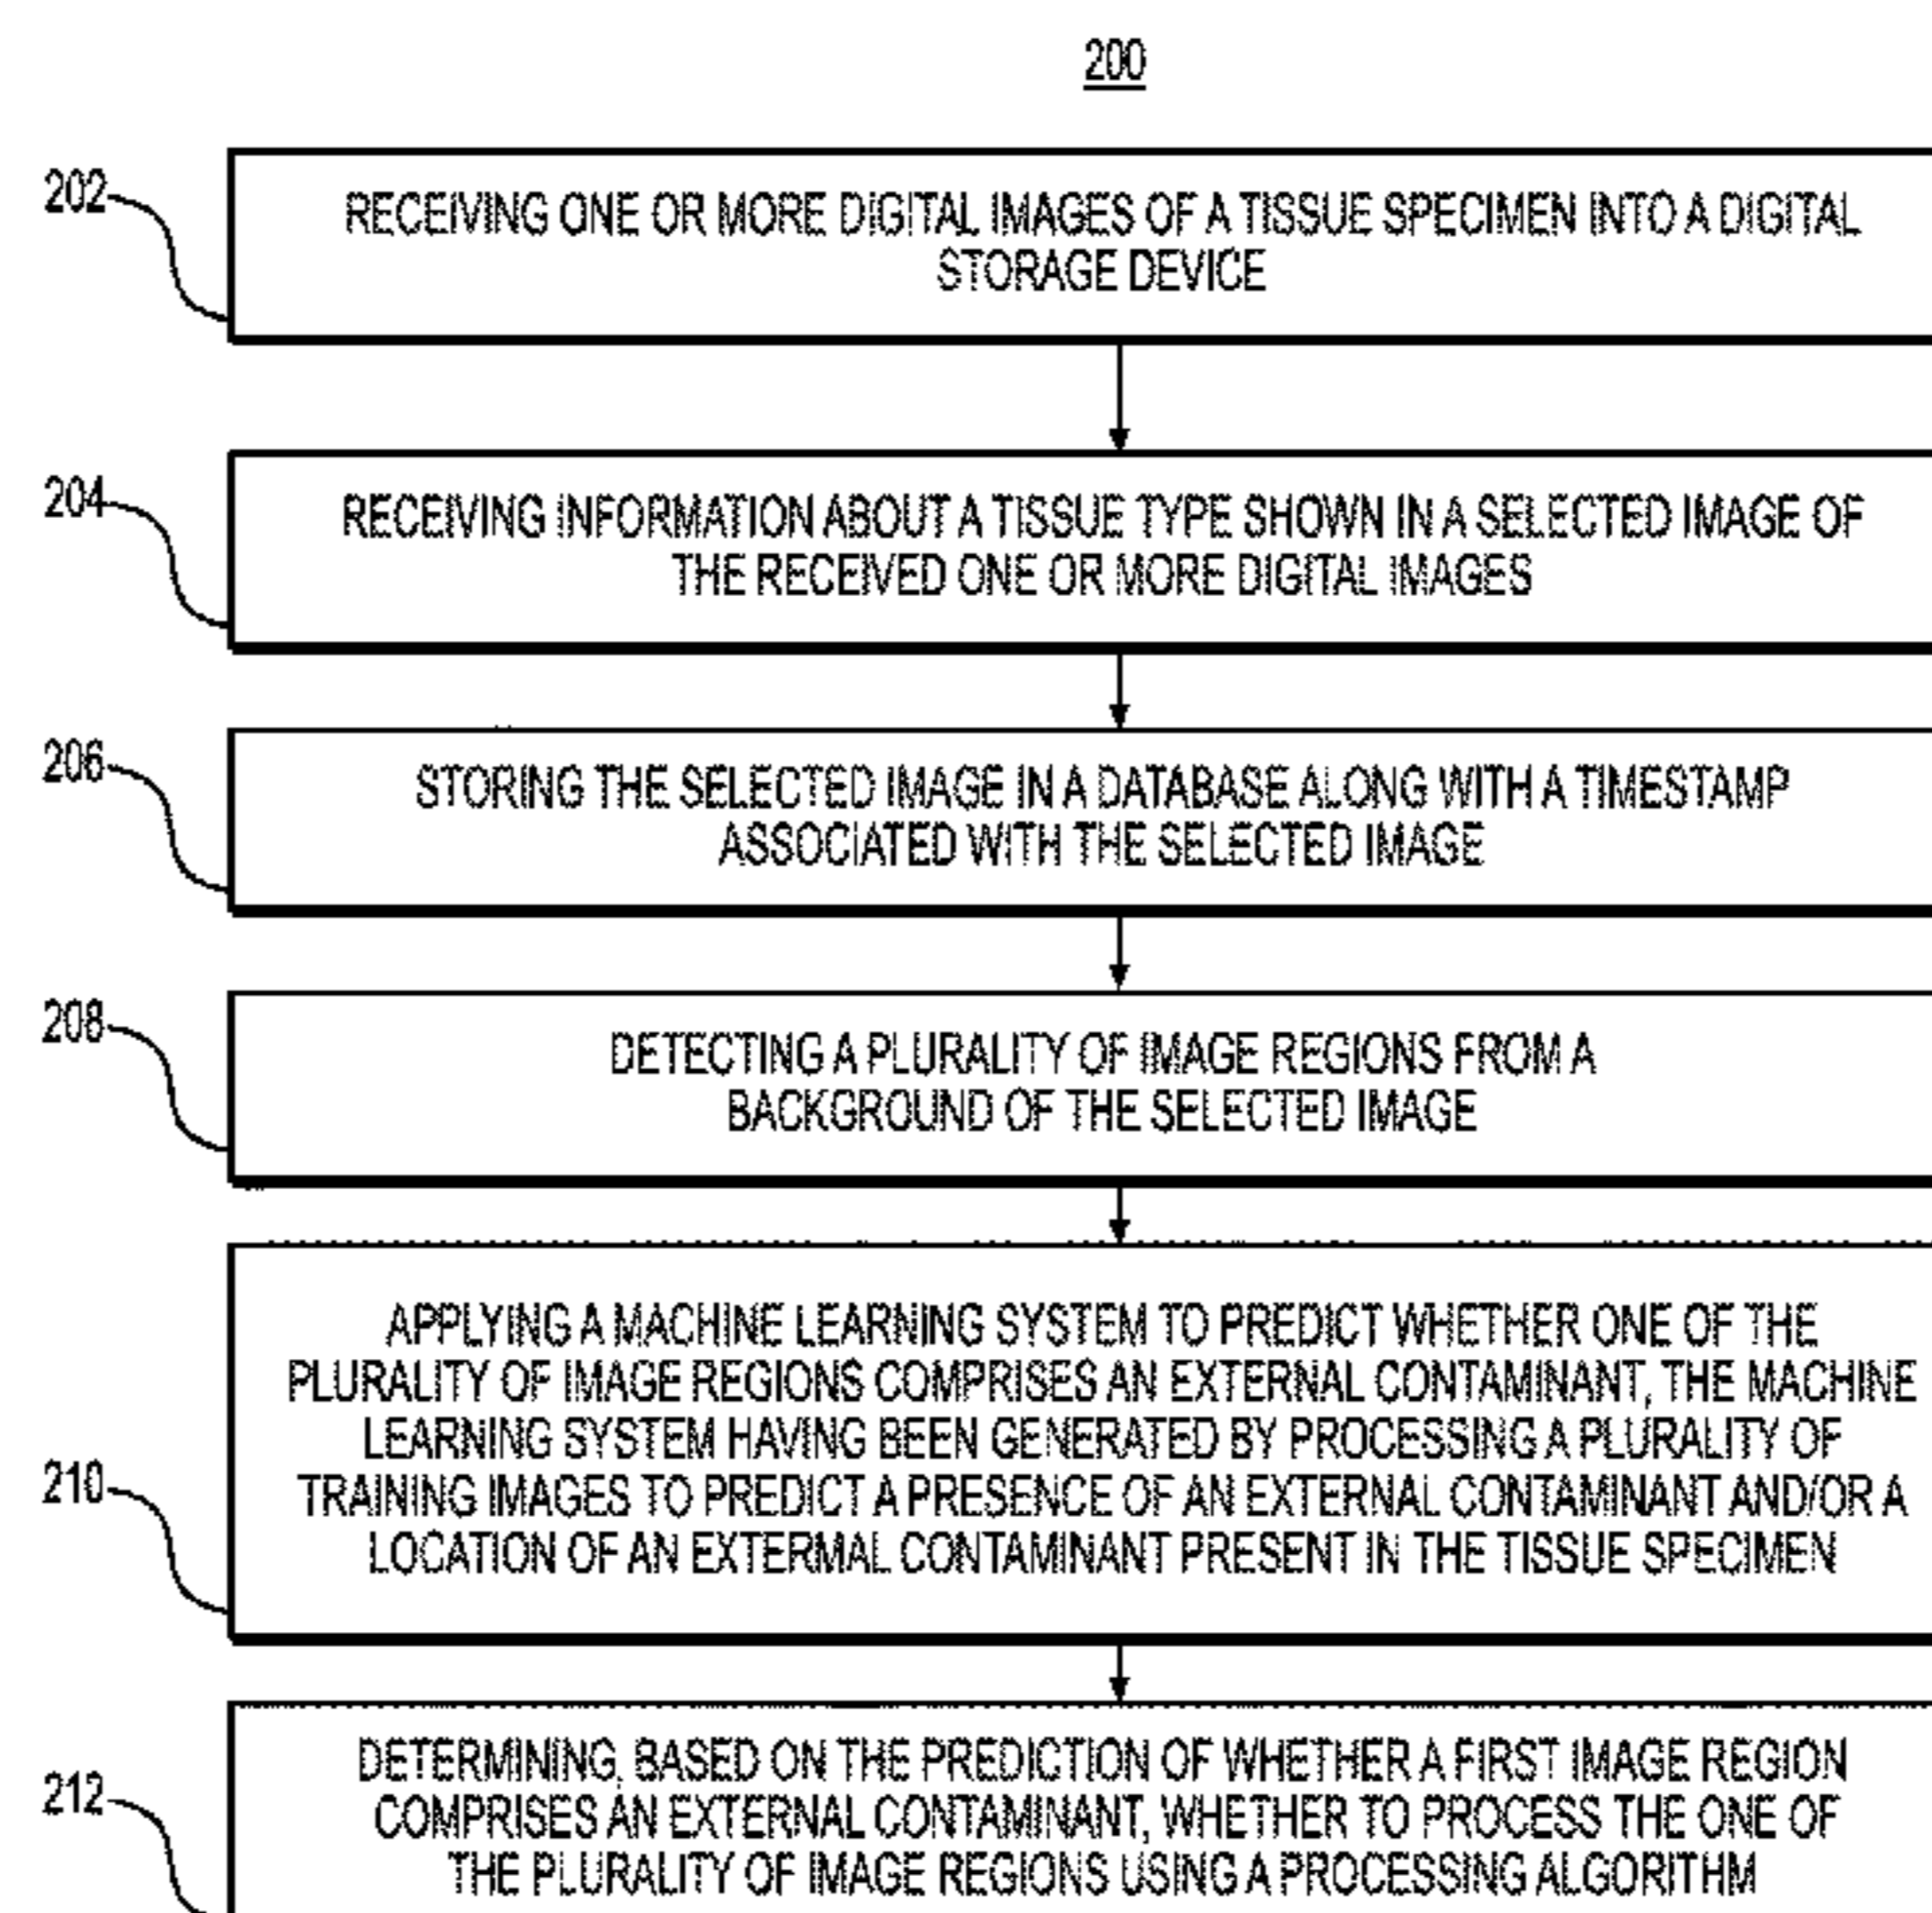 200
202
RECEIVING ONE OR MORE DIGITAL IMAGES OF A TISSUE SPECIMEN INTO A DIGITAL
STORAGE DEVICE
204
RECEIVING INFORMATION ABOUT A TISSUE TYPE SHOWN IN A SELECTED IMAGE OF
THE RECEIVED ONE OR MORE DIGITAL IMAGES
206
STORING THE SELECTED IMAGE IN A DATABASE ALONG WITH A TIMESTAMP
ASSOCIATED WITH THE SELECTED IMAGE
208
DETECTING A PLURALITY OF IMAGE REGIONS FROM A
BACKGROUND OF THE SELECTED IMAGE
210
APPLYING A MACHINE LEARNING SYSTEM TO PREDICT WHETHER ONE OF THE
PLURALITY OF IMAGE REGIONS COMPRISES AN EXTERNAL CONTAMINANT, THE MACHINE
LEARNING SYSTEM HAVING BEEN GENERATED BY PROCESSING A PLURALITY OF
TRAINING IMAGES TO PREDICT A PRESENCE OF AN EXTERNAL CONTAMINANT AND/OR A
LOCATION OF AN EXTERMAL CONTAMINANT PRESENT IN THE TISSUE SPECIMEN
212
DETERMINING, BASED ON THE PREDICTION OF WHETHER A FIRST IMAGE REGION
COMPRISES AN EXTERNAL CONTAMINANT, WHETHER TO PROCESS THE ONE OF
THE PLURALITY OF IMAGE REGIONS USING A PROCESSING ALGORITHM